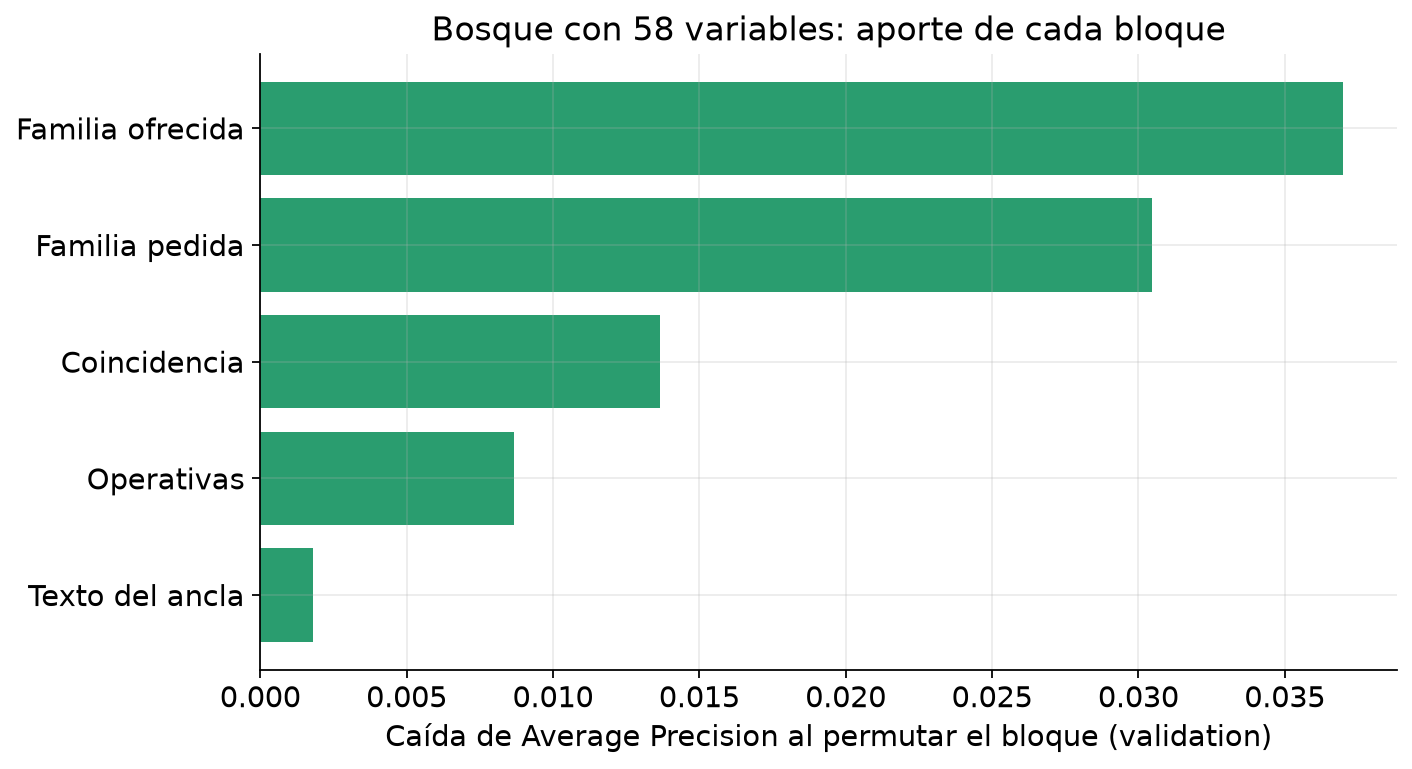 Bosque con 58 variables: aporte de cada bloque
Familia ofrecida
Familia pedida
Coincidencia
Operativas
Texto del ancla
0.000 0.005 0.010 0.015 0.020 0.025 0.030 0.035
Caída de Average Precision al permutar el bloque (validation)